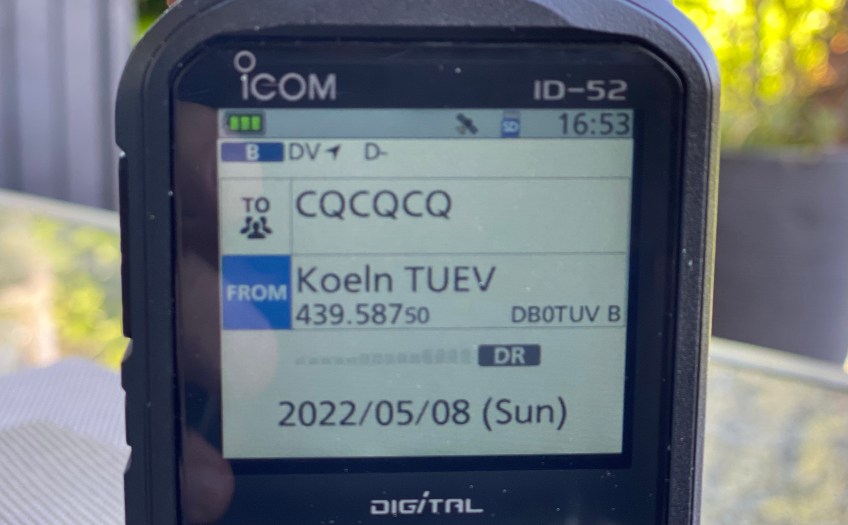 ICOM ID-52
SD 16:53
B DV D-
TO CQCQCQ
FROM Koeln TUEV
439.58750 DB0TUV B
DR
2022/05/08 (Sun)
DIGITAL